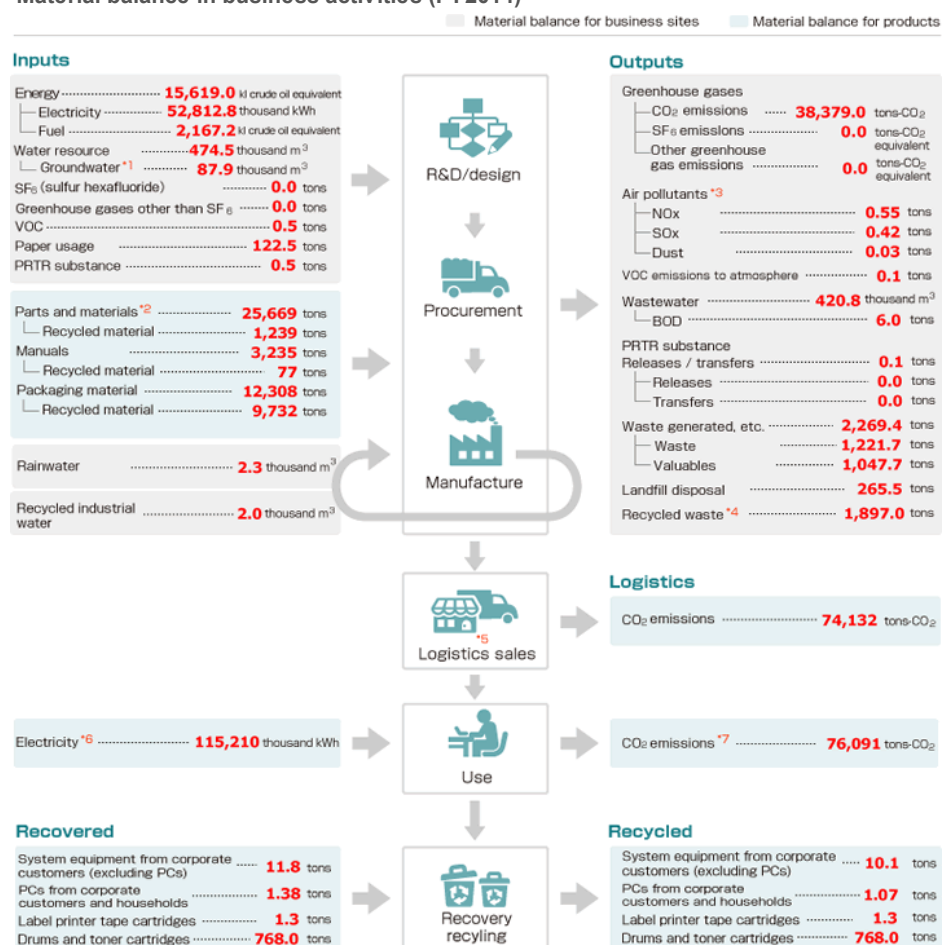 Material balance in business activities (FY2014)
Material balance for business sites Material balance for products
Inputs
Energy 15,619.0 kl crude oil equivalent
Electricity 52,812.8 thousand kWh
Fuel 2,167.2 kl crude oil equivalent
Water resource 474.5 thousand m³
Groundwater *1 87.9 thousand m³
SF₆ (sulfur hexafluoride) 0.0 tons
Greenhouse gases other than SF₆ 0.0 tons
VOC 0.5 tons
Paper usage 122.5 tons
PRTR substance 0.5 tons
Parts and materials *2 25,669 tons
Recycled material 1,239 tons
Manuals 3,235 tons
Recycled material 77 tons
Packaging material 12,308 tons
Recycled material 9,732 tons
Rainwater 2.3 thousand m³
Recycled industrial
water 2.0 thousand m³
R&D/design
Procurement
Manufacture
Outputs
Greenhouse gases
CO₂ emissions 38,379.0 tons-CO₂
SF₆ emissions 0.0 tons-CO₂
equivalent
Other greenhouse
gas emissions 0.0 tons-CO₂
equivalent
Air pollutants *3
NOx 0.55 tons
SOx 0.42 tons
Dust 0.03 tons
VOC emissions to atmosphere 0.1 tons
Wastewater 420.8 thousand m³
BOD 6.0 tons
PRTR substance
Releases / transfers 0.1 tons
Releases 0.0 tons
Transfers 0.0 tons
Waste generated, etc. 2,269.4 tons
Waste 1,221.7 tons
Valuables 1,047.7 tons
Landfill disposal 265.5 tons
Recycled waste *4 1,897.0 tons
*5
Logistics sales
Logistics
CO₂ emissions 74,132 tons-CO₂
Electricity *6 115,210 thousand kWh
Use
CO₂ emissions *7 76,091 tons-CO₂
Recovered
System equipment from corporate
customers (excluding PCs) 11.8 tons
PCs from corporate
customers and households 1.38 tons
Label printer tape cartridges 1.3 tons
Drums and toner cartridges 768.0 tons
Recovery
recyling
Recycled
System equipment from corporate
customers (excluding PCs) 10.1 tons
PCs from corporate
customers and households 1.07 tons
Label printer tape cartridges 1.3 tons
Drums and toner cartridges 768.0 tons